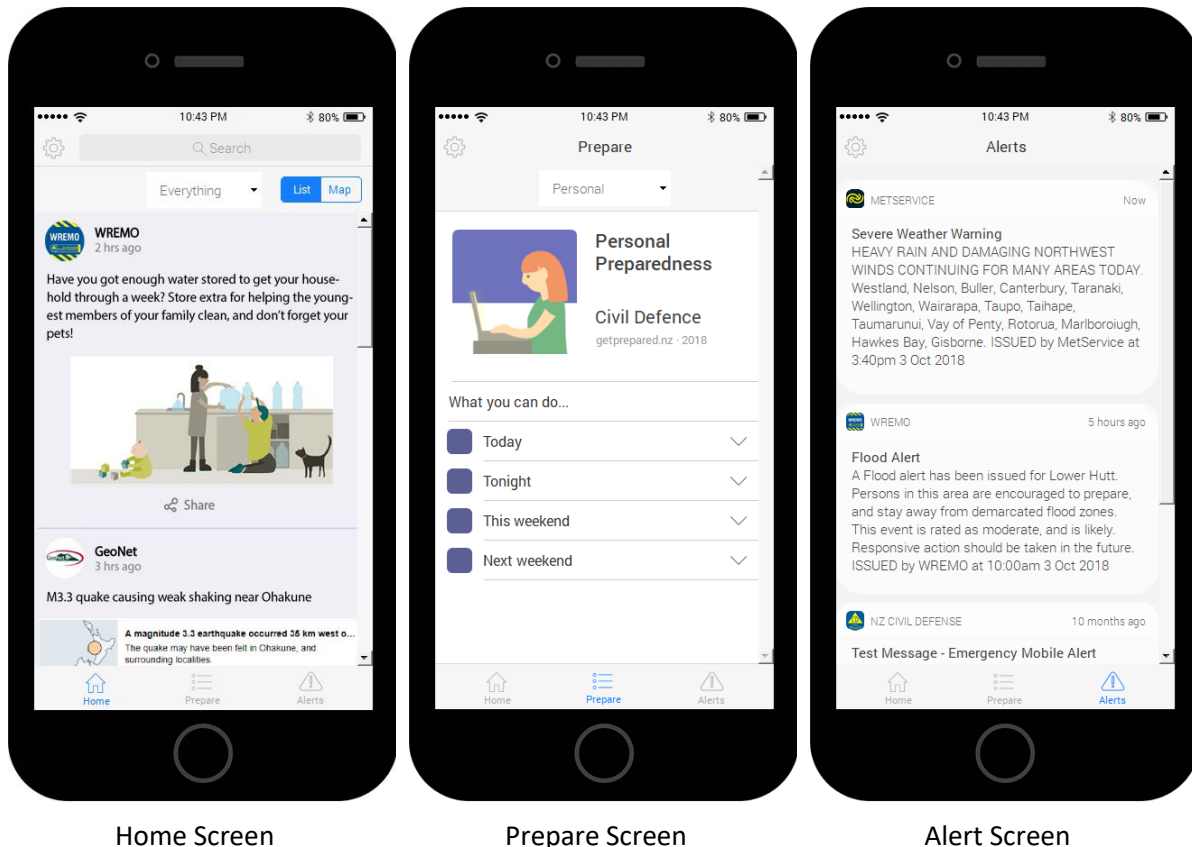 10:43 PM
80%
Search
Everything
List
Map
WREMO
WREMO
2 hrs ago
Have you got enough water stored to get your house-
hold through a week? Store extra for helping the young-
est members of your family clean, and don't forget your
pets!
Share
GeoNet
GeoNet
3 hrs ago
M3.3 quake causing weak shaking near Ohakune
A magnitude 3.3 earthquake occurred 35 km west o...
The quake may have been felt in Ohakune, and
surrounding localities.
Home
Prepare
Alerts
Home Screen
10:43 PM
80%
Prepare
Personal
Personal
Preparedness
Civil Defence
getprepared.nz · 2018
What you can do...
Today
Tonight
This weekend
Next weekend
Home
Prepare
Alerts
Prepare Screen
10:43 PM
80%
Alerts
METSERVICE
Now
Severe Weather Warning
HEAVY RAIN AND DAMAGING NORTHWEST
WINDS CONTINUING FOR MANY AREAS TODAY.
Westland, Nelson, Buller, Canterbury, Taranaki,
Wellington, Wairarapa, Taupo, Taihape,
Taumarunui, Vay of Penty, Rotorua, Marlboroiugh,
Hawkes Bay, Gisborne. ISSUED by MetService at
3:40pm 3 Oct 2018
WREMO
5 hours ago
Flood Alert
A Flood alert has been issued for Lower Hutt.
Persons in this area are encouraged to prepare,
and stay away from demarcated flood zones.
This event is rated as moderate, and is likely.
Responsive action should be taken in the future.
ISSUED by WREMO at 10:00am 3 Oct 2018
NZ CIVIL DEFENSE
10 months ago
Test Message - Emergency Mobile Alert
Home
Prepare
Alerts
Alert Screen